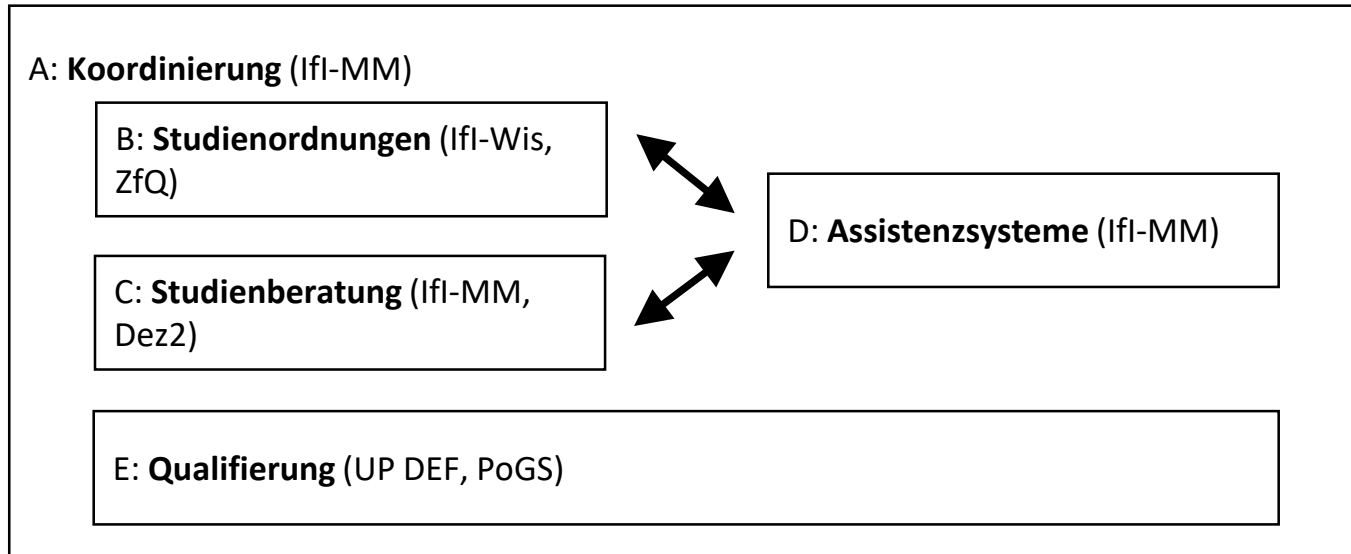 A: Koordinierung (IfI-MM)
B: Studienordnungen (IfI-Wis,
ZfQ)
C: Studienberatung (IfI-MM,
Dez2)
D: Assistenzsysteme (IfI-MM)
E: Qualifierung (UP DEF, PoGS)